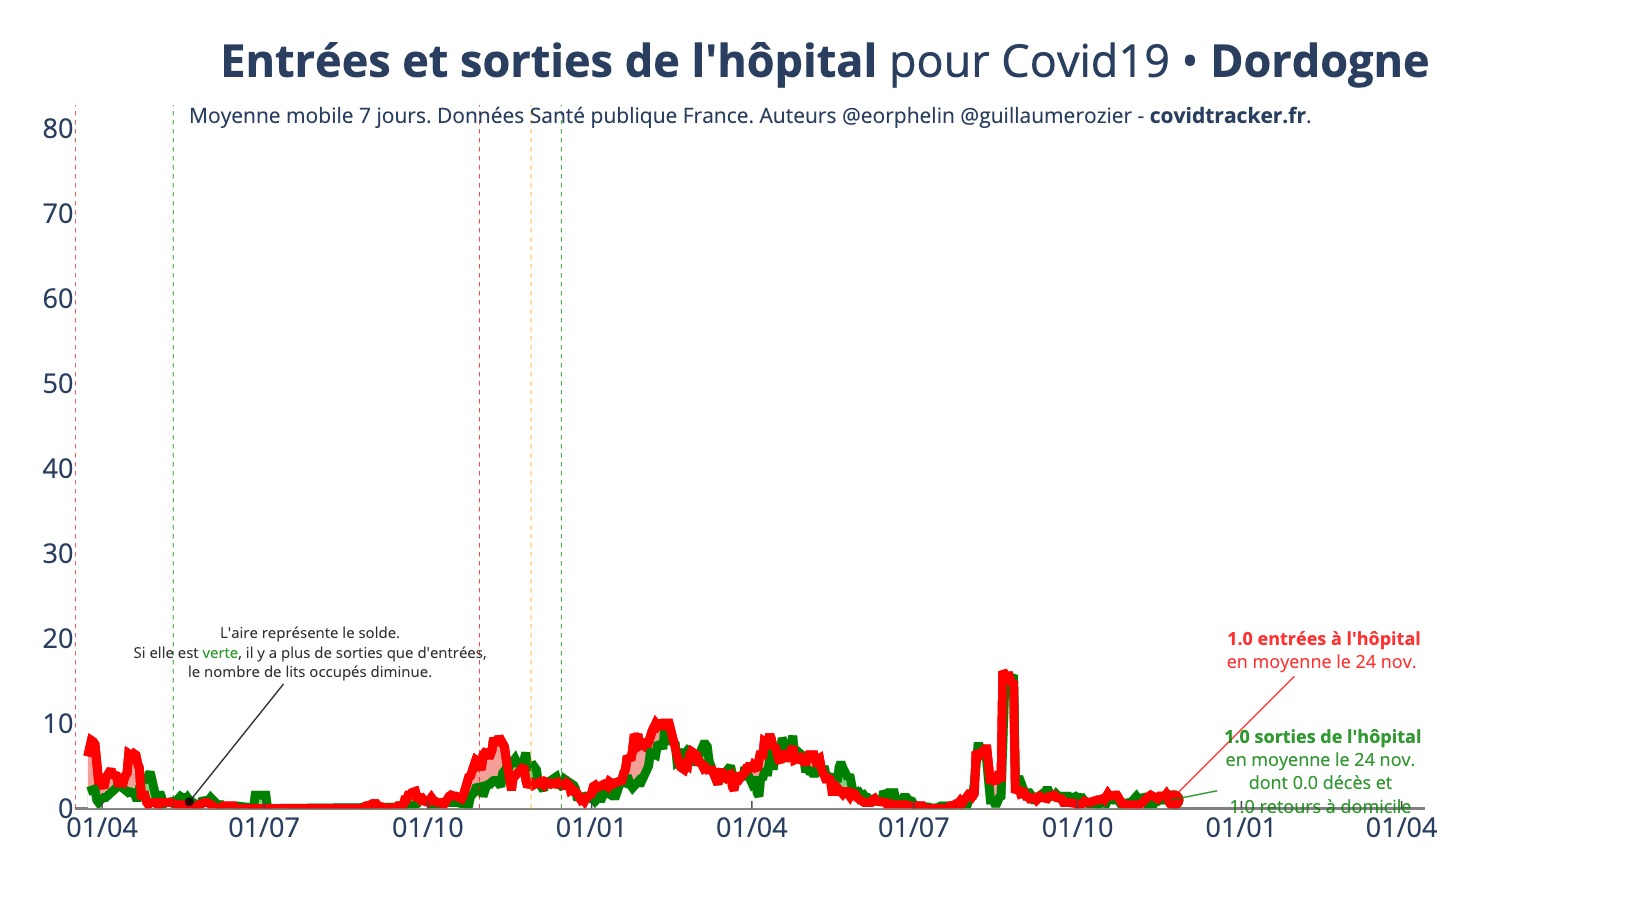 Entrées et sorties de l'hôpital pour Covid19 • Dordogne
Moyenne mobile 7 jours. Données Santé publique France. Auteurs @eorphelin @guillaumerozier - covidtracker.fr.
80
70
60
50
40
30
20
10
0
L'aire représente le solde.
Si elle est verte, il y a plus de sorties que d'entrées,
le nombre de lits occupés diminue.
1.0 entrées à l'hôpital
en moyenne le 24 nov.
1.0 sorties de l'hôpital
en moyenne le 24 nov.
dont 0.0 décès et
1.0 retours à domicile
01/04
01/07
01/10
01/01
01/04
01/07
01/10
01/01
01/04